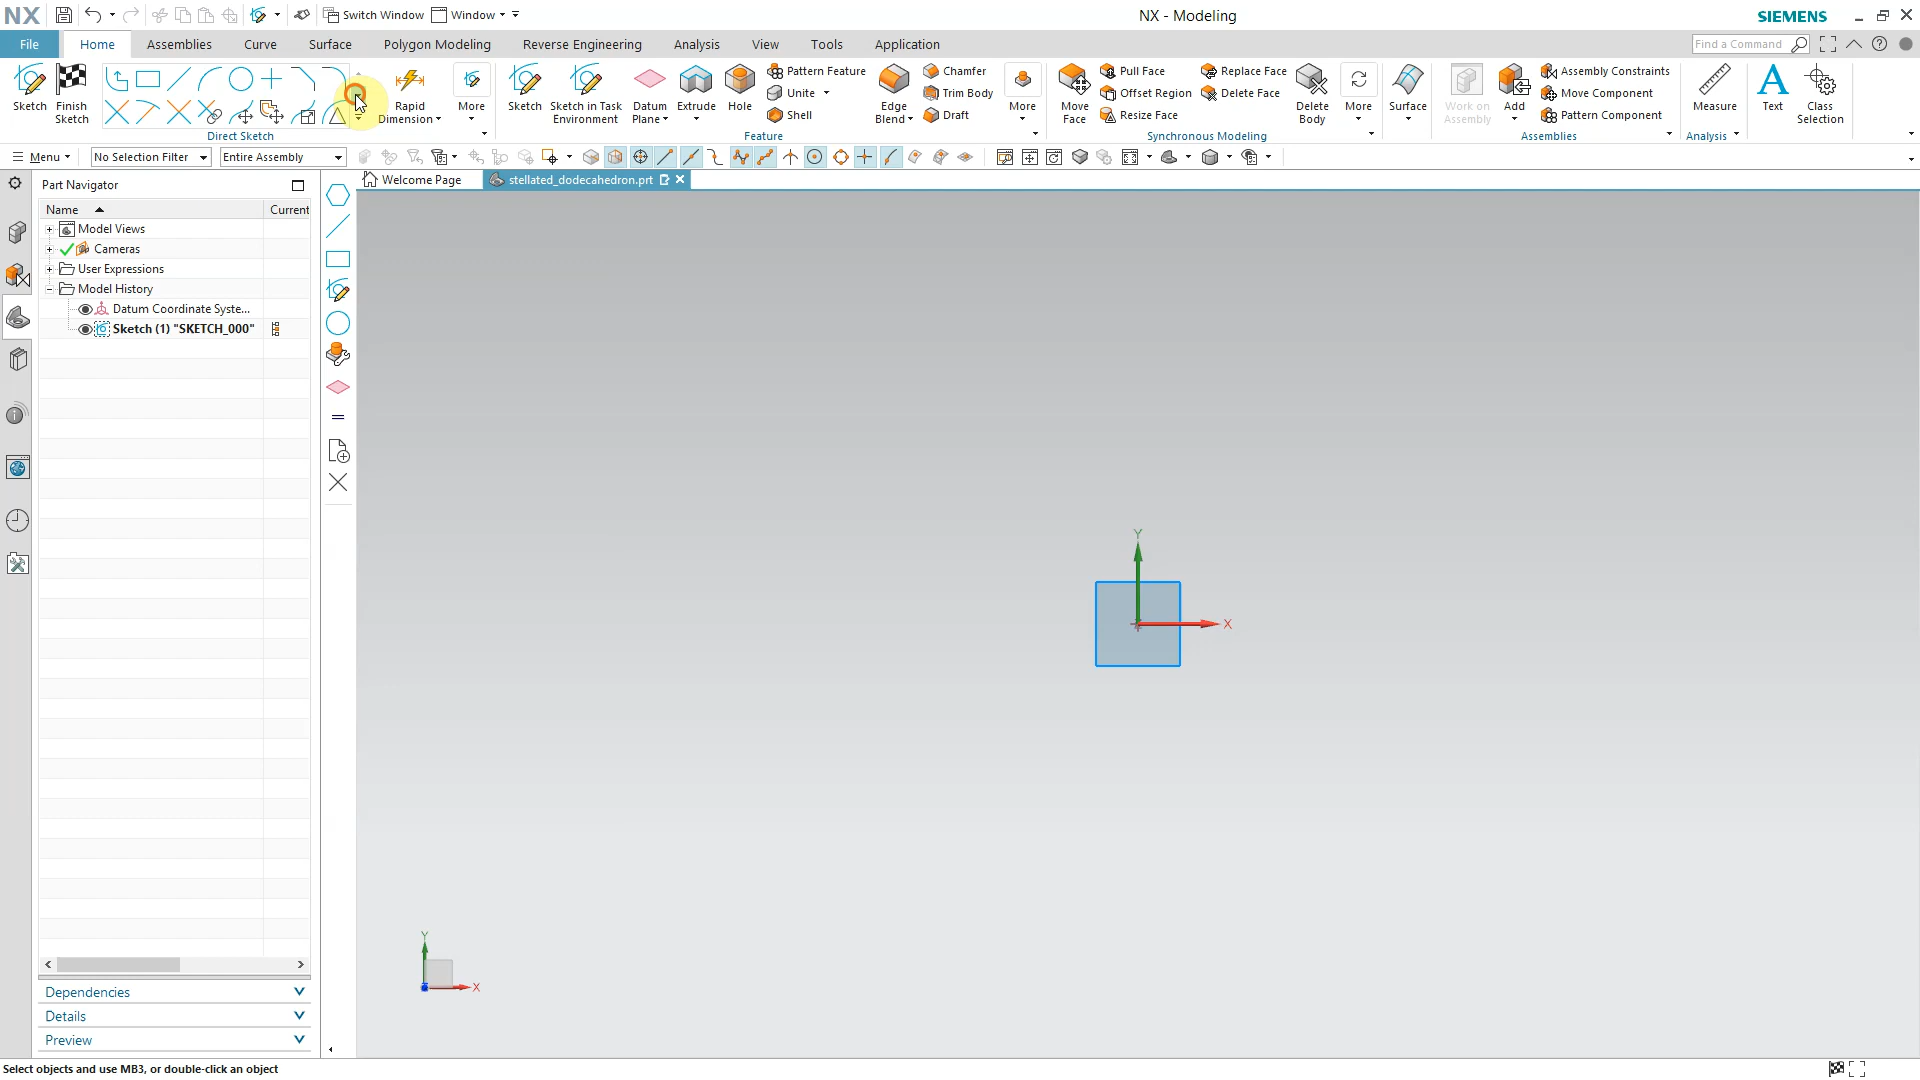 NX
Switch Window
Window
NX - Modeling
SIEMENS
File
Home
Assemblies
Curve
Surface
Polygon Modeling
Reverse Engineering
Analysis
View
Tools
Application
Find a Command
Sketch
Finish
Sketch
Rapid
Dimension
More
Direct Sketch
Sketch
Sketch in Task
Environment
Datum
Plane
Extrude
Hole
Pattern Feature
Unite
Shell
Edge
Blend
Chamfer
Trim Body
Draft
More
Feature
Move
Face
Pull Face
Offset Region
Resize Face
Replace Face
Delete Face
Delete
Body
More
Synchronous Modeling
Surface
Work on
Assembly
Add
Assembly Constraints
Move Component
Pattern Component
Assemblies
Measure
Analysis
Text
Class
Selection
Menu
No Selection Filter
Entire Assembly
Part Navigator
Welcome Page
stellated_dodecahedron.prt
Name
Current
Model Views
Cameras
User Expressions
Model History
Datum Coordinate Syste...
Sketch (1) "SKETCH_000"
Y
X
Y
X
Dependencies
Details
Preview
Select objects and use MB3, or double-click an object